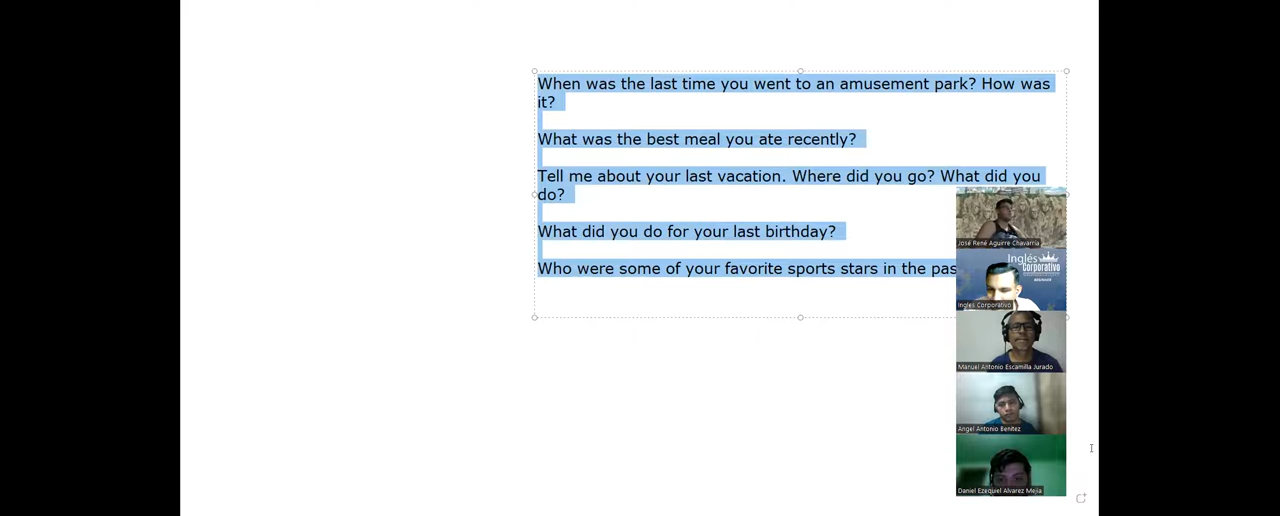 When was the last time you went to an amusement park? How was
it?
What was the best meal you ate recently?
Tell me about your last vacation. Where did you go? What did you
do?
What did you do for your last birthday?
Who were some of your favorite sports stars in the pas
José René Aguirre Chavarría
Inglés
Corporativo
Inglés Corporativo
Manuel Antonio Escamilla Jurado
Ángel Antonio Benitez
Daniel Ezequiel Alvarez Mejia